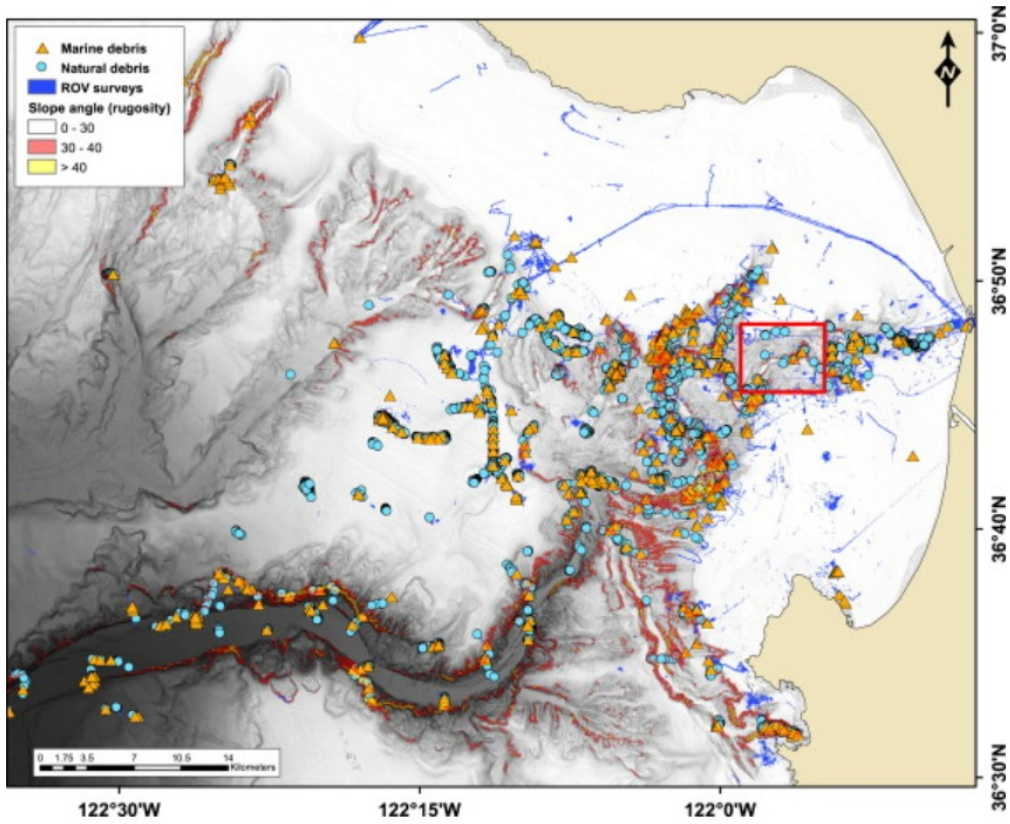 Marine debris
Natural debris
ROV surveys
Slope angle (rugosity)
0 - 30
30 - 40
> 40
N
37°0'N
36°50'N
36°40'N
36°30'N
0 1.75 3.5 7 10.5 14
Kilometers
122°30'W 122°15'W 122°0'W